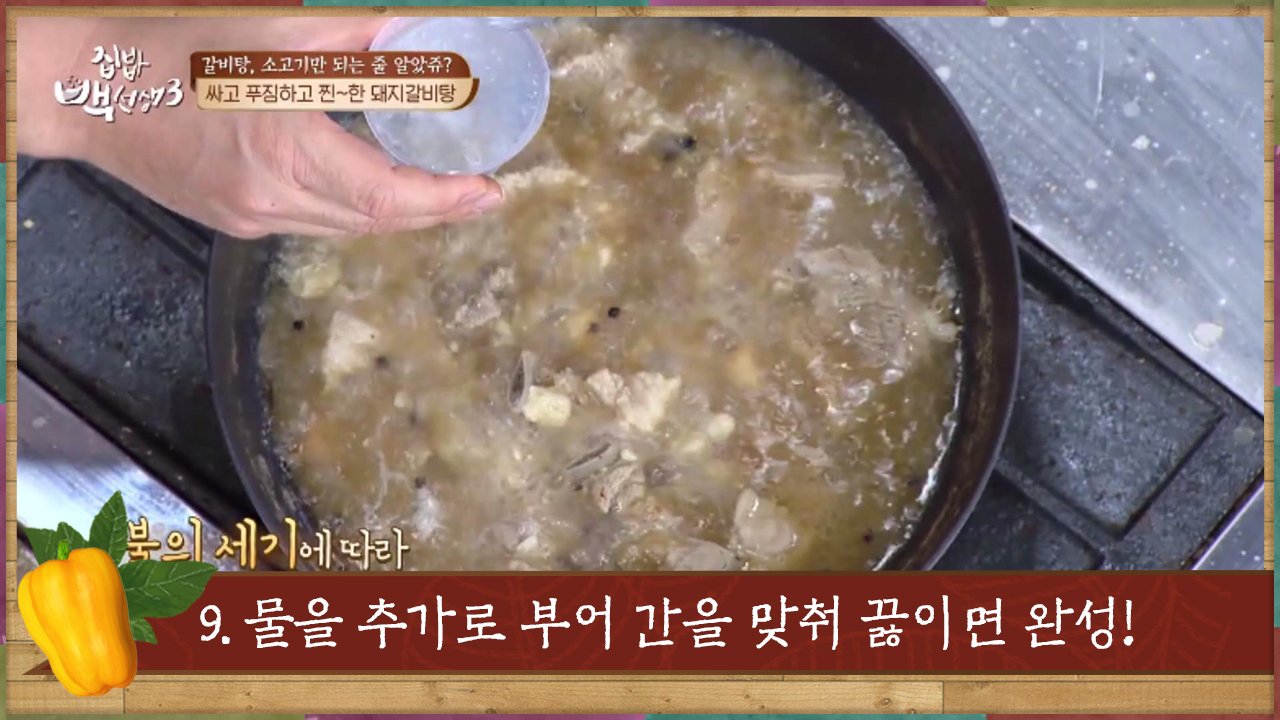 집밥
백선생3
갈비탕, 소고기만 되는 줄 알았쥬?
싸고 푸짐하고 찐~한 돼지갈비탕
불의 세기에 따라
9. 물을 추가로 부어 간을 맞춰 끓이면 완성!